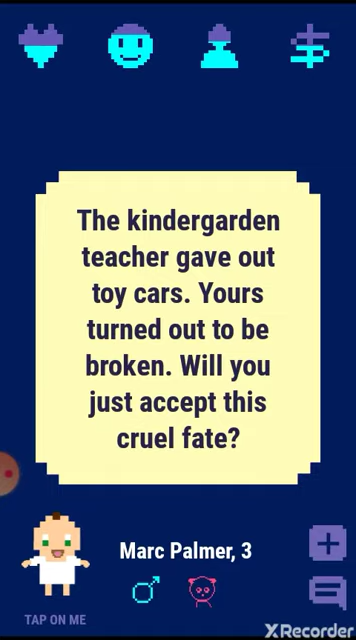 The kindergarden
teacher gave out
toy cars. Yours
turned out to be
broken. Will you
just accept this
cruel fate?
Marc Palmer, 3
TAP ON ME
XRecorder